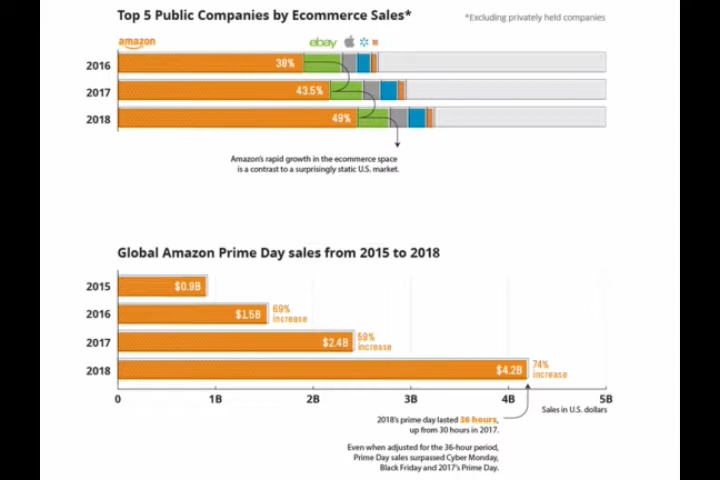 Top 5 Public Companies by Ecommerce Sales*
*Excluding privately held companies
amazon
ebay
2016
38%
2017
43.5%
2018
49%
Amazon's rapid growth in the ecommerce space
is a contrast to a surprisingly static U.S. market.
Global Amazon Prime Day sales from 2015 to 2018
2015
$0.9B
2016
$1.5B
69%
increase
2017
$2.4B
59%
increase
2018
$4.2B
74%
increase
0 1B 2B 3B 4B 5B
Sales in U.S. dollars
2018's prime day lasted 36 hours,
up from 30 hours in 2017.
Even when adjusted for the 36-hour period,
Prime Day sales surpassed Cyber Monday,
Black Friday and 2017's Prime Day.